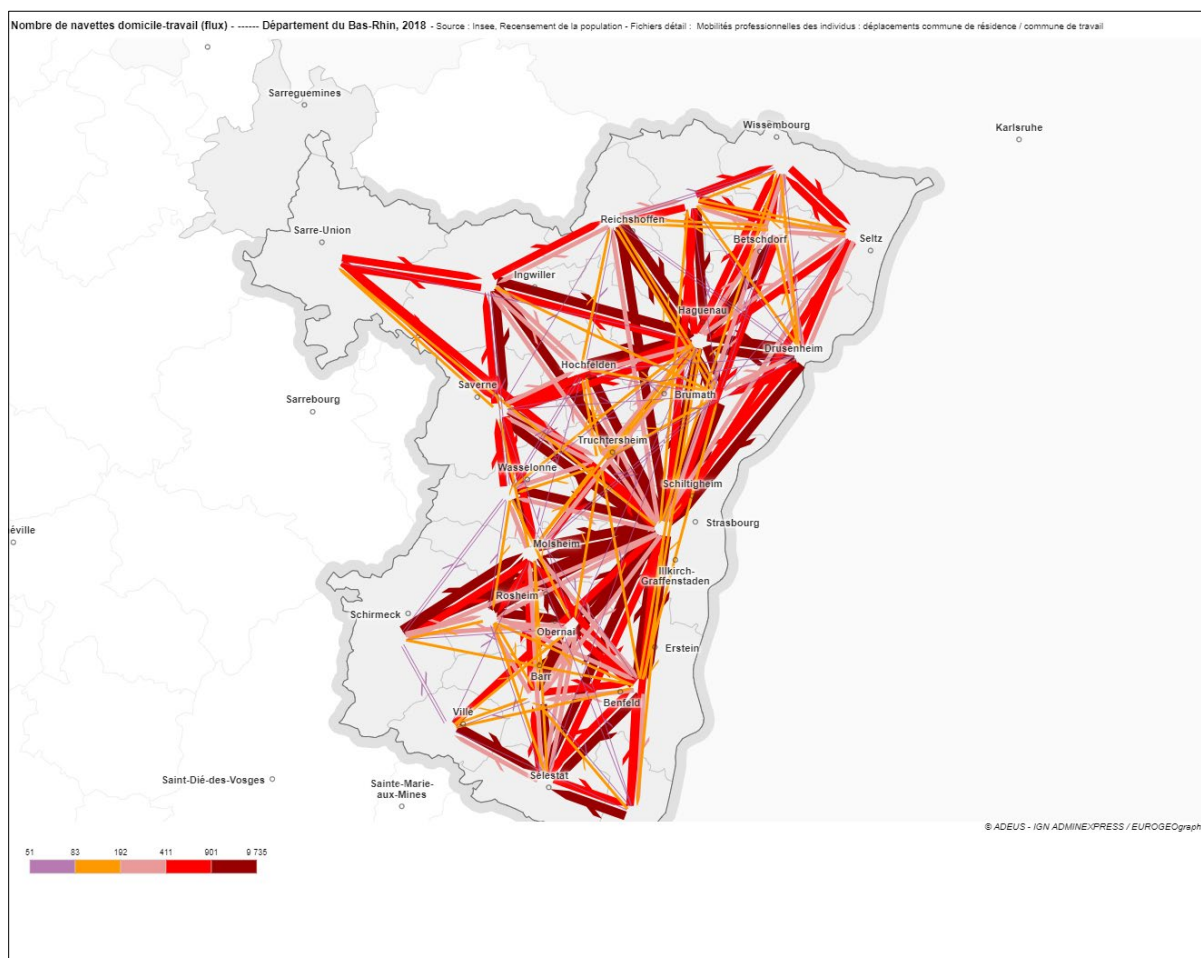 Nombre de navettes domicile-travail (flux) - ------ Département du Bas-Rhin, 2018 - Source : Insee, Recensement de la population - Fichiers détail : Mobilités professionnelles des individus : déplacements commune de résidence / commune de travail
Sarreguemines
Wissembourg
Karlsruhe
Reichshoffen
Sarre-Union
Betschdorf
Seltz
Ingwiller
Haguenau
Drusenheim
Hochfelden
Saverne
Sarrebourg
Brumath
Truchtersheim
Wasselonne
Schiltigheim
Strasbourg
éville
Molsheim
Illkirch-
Graffenstaden
Rosheim
Schirmeck
Obernai
Erstein
Barr
Benfeld
Villé
Sélestat
Saint-Dié-des-Vosges
Sainte-Marie-
aux-Mines
© ADEUS - IGN ADMINEXPRESS / EUROGEOgraph
51 83 192 411 901 9 735